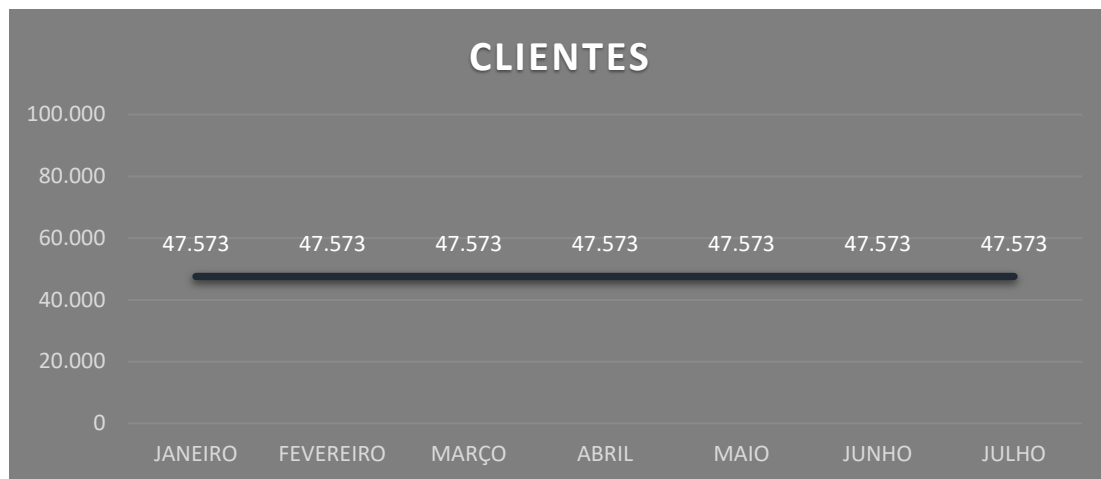 CLIENTES
100.000
80.000
60.000
47.573 47.573 47.573 47.573 47.573 47.573 47.573
40.000
20.000
0
JANEIRO FEVEREIRO MARÇO ABRIL MAIO JUNHO JULHO